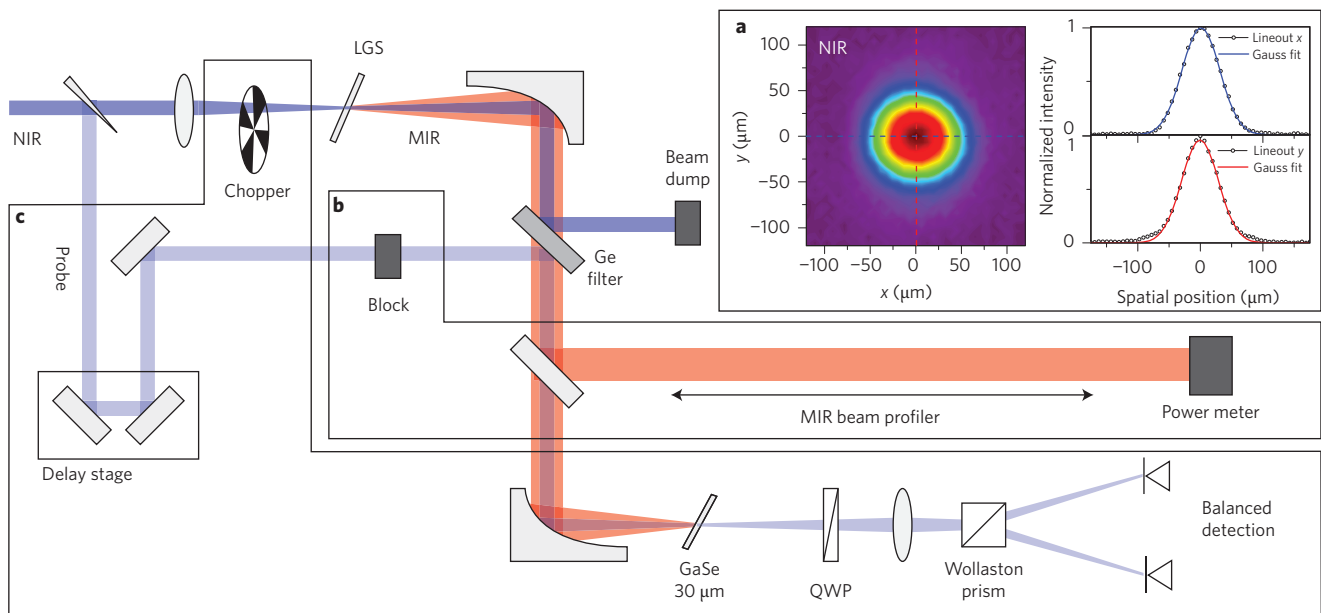 a
LGS
NIR
MIR
Chopper
Beam
dump
b
c
Probe
Ge
filter
Block
Delay stage
MIR beam profiler
Power meter
GaSe
30 μm
QWP
Wollaston
prism
Balanced
detection
NIR
100
50
0
−50
−100
y (μm)
−100
−50
0
50
100
x (μm)
Normalized intensity
1
Lineout x
Gauss fit
0
1
Lineout y
Gauss fit
0
−100
0
100
Spatial position (μm)